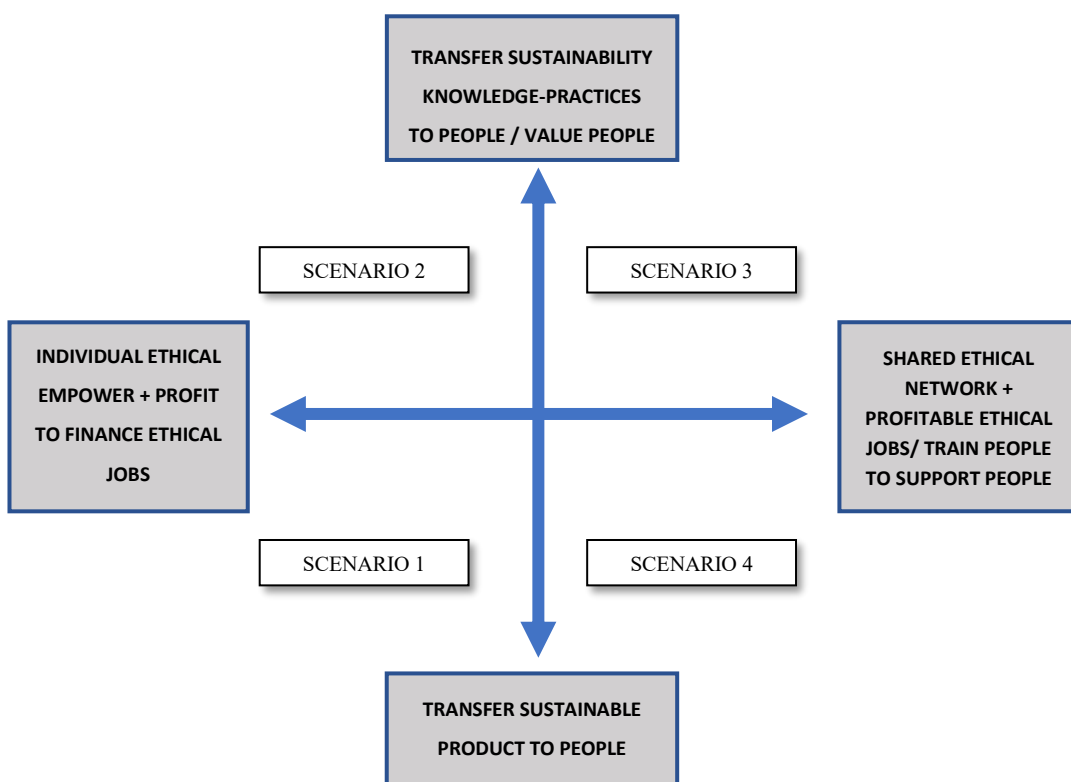 TRANSFER SUSTAINABILITY
KNOWLEDGE-PRACTICES
TO PEOPLE / VALUE PEOPLE
SCENARIO 2
SCENARIO 3
INDIVIDUAL ETHICAL
EMPOWER + PROFIT
TO FINANCE ETHICAL
JOBS
SHARED ETHICAL
NETWORK +
PROFITABLE ETHICAL
JOBS/ TRAIN PEOPLE
TO SUPPORT PEOPLE
SCENARIO 1
SCENARIO 4
TRANSFER SUSTAINABLE
PRODUCT TO PEOPLE